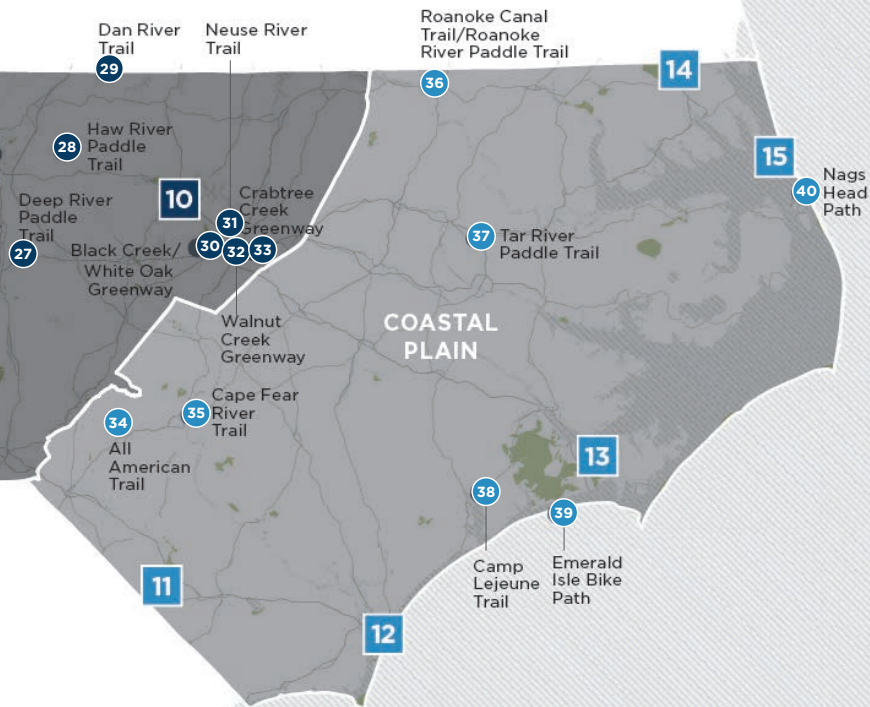 Dan River
Trail
29
Neuse River
Trail
Roanoke Canal
Trail/Roanoke
River Paddle Trail
36
14
28
Haw River
Paddle
Trail
15
40
Nags
Head
Path
10
Deep River
Paddle
Trail
27
Crabtree
Creek
Greenway
31
30
32
33
Black Creek/
White Oak
Greenway
37
Tar River
Paddle Trail
Walnut
Creek
Greenway
COASTAL
PLAIN
34
All
American
Trail
35
Cape Fear
River
Trail
13
38
39
Camp
Lejeune
Trail
Emerald
Isle Bike
Path
11
12